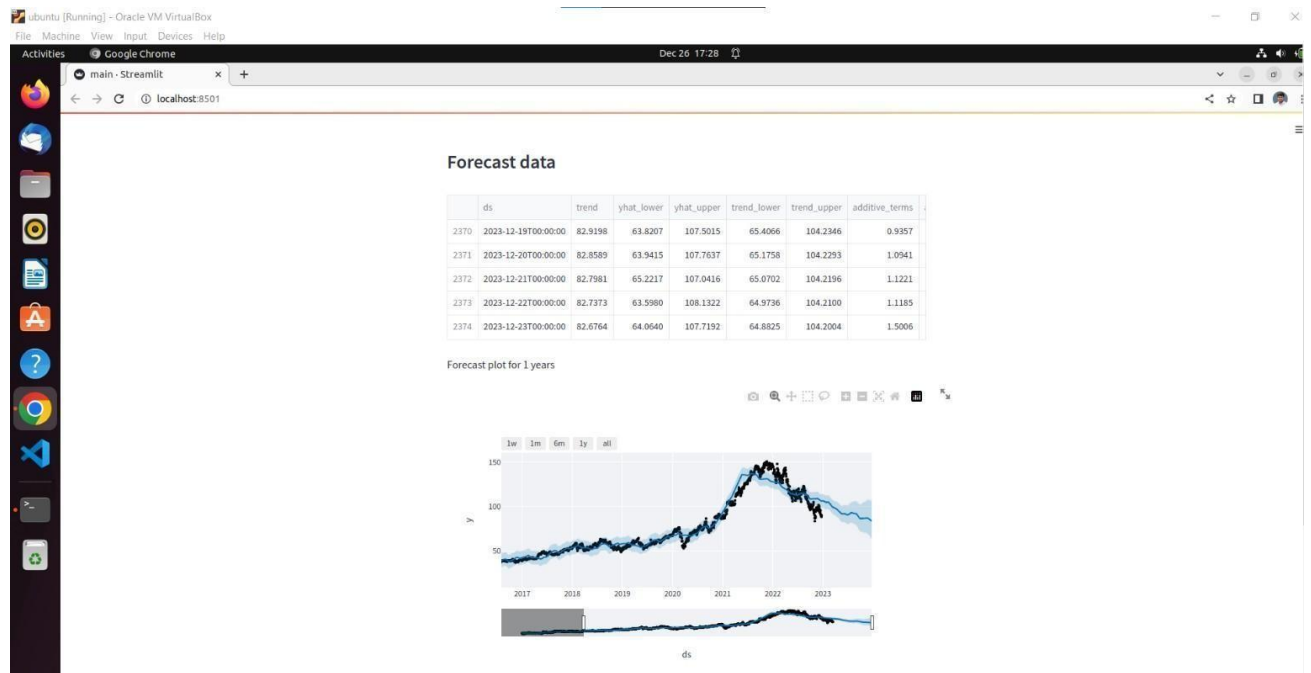 ubuntu [Running] - Oracle VM VirtualBox
File Machine View Input Devices Help
Activities Google Chrome Dec 26 17:28
main · Streamlit
localhost:8501
Forecast data
ds trend yhat_lower yhat_upper trend_lower trend_upper additive_terms
2370 2023-12-19T00:00:00 82.9198 63.8207 107.5015 65.4066 104.2346 0.9357
2371 2023-12-20T00:00:00 82.8589 63.9415 107.7637 65.1758 104.2293 1.0941
2372 2023-12-21T00:00:00 82.7981 65.2217 107.0416 65.0702 104.2196 1.1221
2373 2023-12-22T00:00:00 82.7373 63.5980 108.1322 64.9736 104.2100 1.1185
2374 2023-12-23T00:00:00 82.6764 64.0640 107.7192 64.8825 104.2004 1.5006
Forecast plot for 1 years
1w 1m 6m 1y all
150
100
50
y
2017 2018 2019 2020 2021 2022 2023
ds